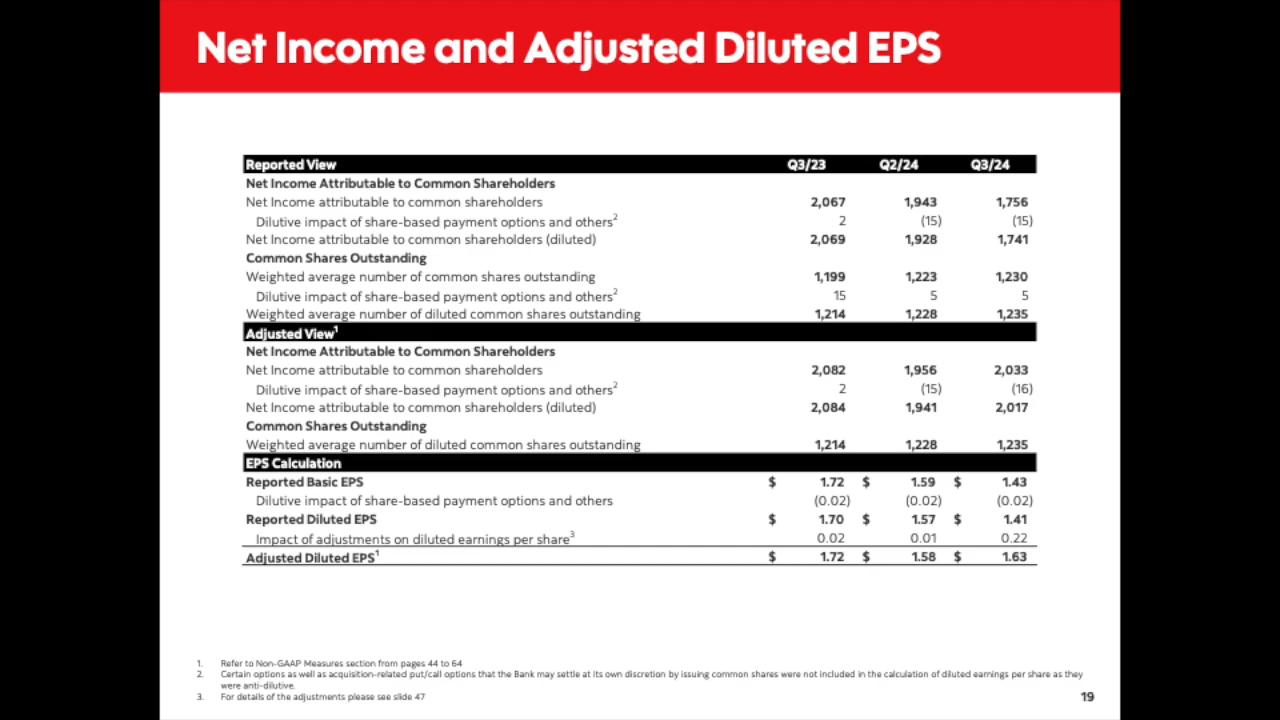 Net Income and Adjusted Diluted EPS
Reported View Q3/23 Q2/24 Q3/24
Net Income Attributable to Common Shareholders
Net Income attributable to common shareholders 2,067 1,943 1,756
Dilutive impact of share-based payment options and others2 2 (15) (15)
Net Income attributable to common shareholders (diluted) 2,069 1,928 1,741
Common Shares Outstanding
Weighted average number of common shares outstanding 1,199 1,223 1,230
Dilutive impact of share-based payment options and others2 15 5 5
Weighted average number of diluted common shares outstanding 1,214 1,228 1,235
Adjusted View1
Net Income Attributable to Common Shareholders
Net Income attributable to common shareholders 2,082 1,956 2,033
Dilutive impact of share-based payment options and others2 2 (15) (16)
Net Income attributable to common shareholders (diluted) 2,084 1,941 2,017
Common Shares Outstanding
Weighted average number of diluted common shares outstanding 1,214 1,228 1,235
EPS Calculation
Reported Basic EPS $ 1.72 $ 1.59 $ 1.43
Dilutive impact of share-based payment options and others (0.02) (0.02) (0.02)
Reported Diluted EPS $ 1.70 $ 1.57 $ 1.41
Impact of adjustments on diluted earnings per share3 0.02 0.01 0.22
Adjusted Diluted EPS1 $ 1.72 $ 1.58 $ 1.63
1. Refer to Non-GAAP Measures section from pages 44 to 64
2. Certain options as well as acquisition-related put/call options that the Bank may settle at its own discretion by issuing common shares were not included in the calculation of diluted earnings per share as they
were anti-dilutive.
3. For details of the adjustments please see slide 47
19